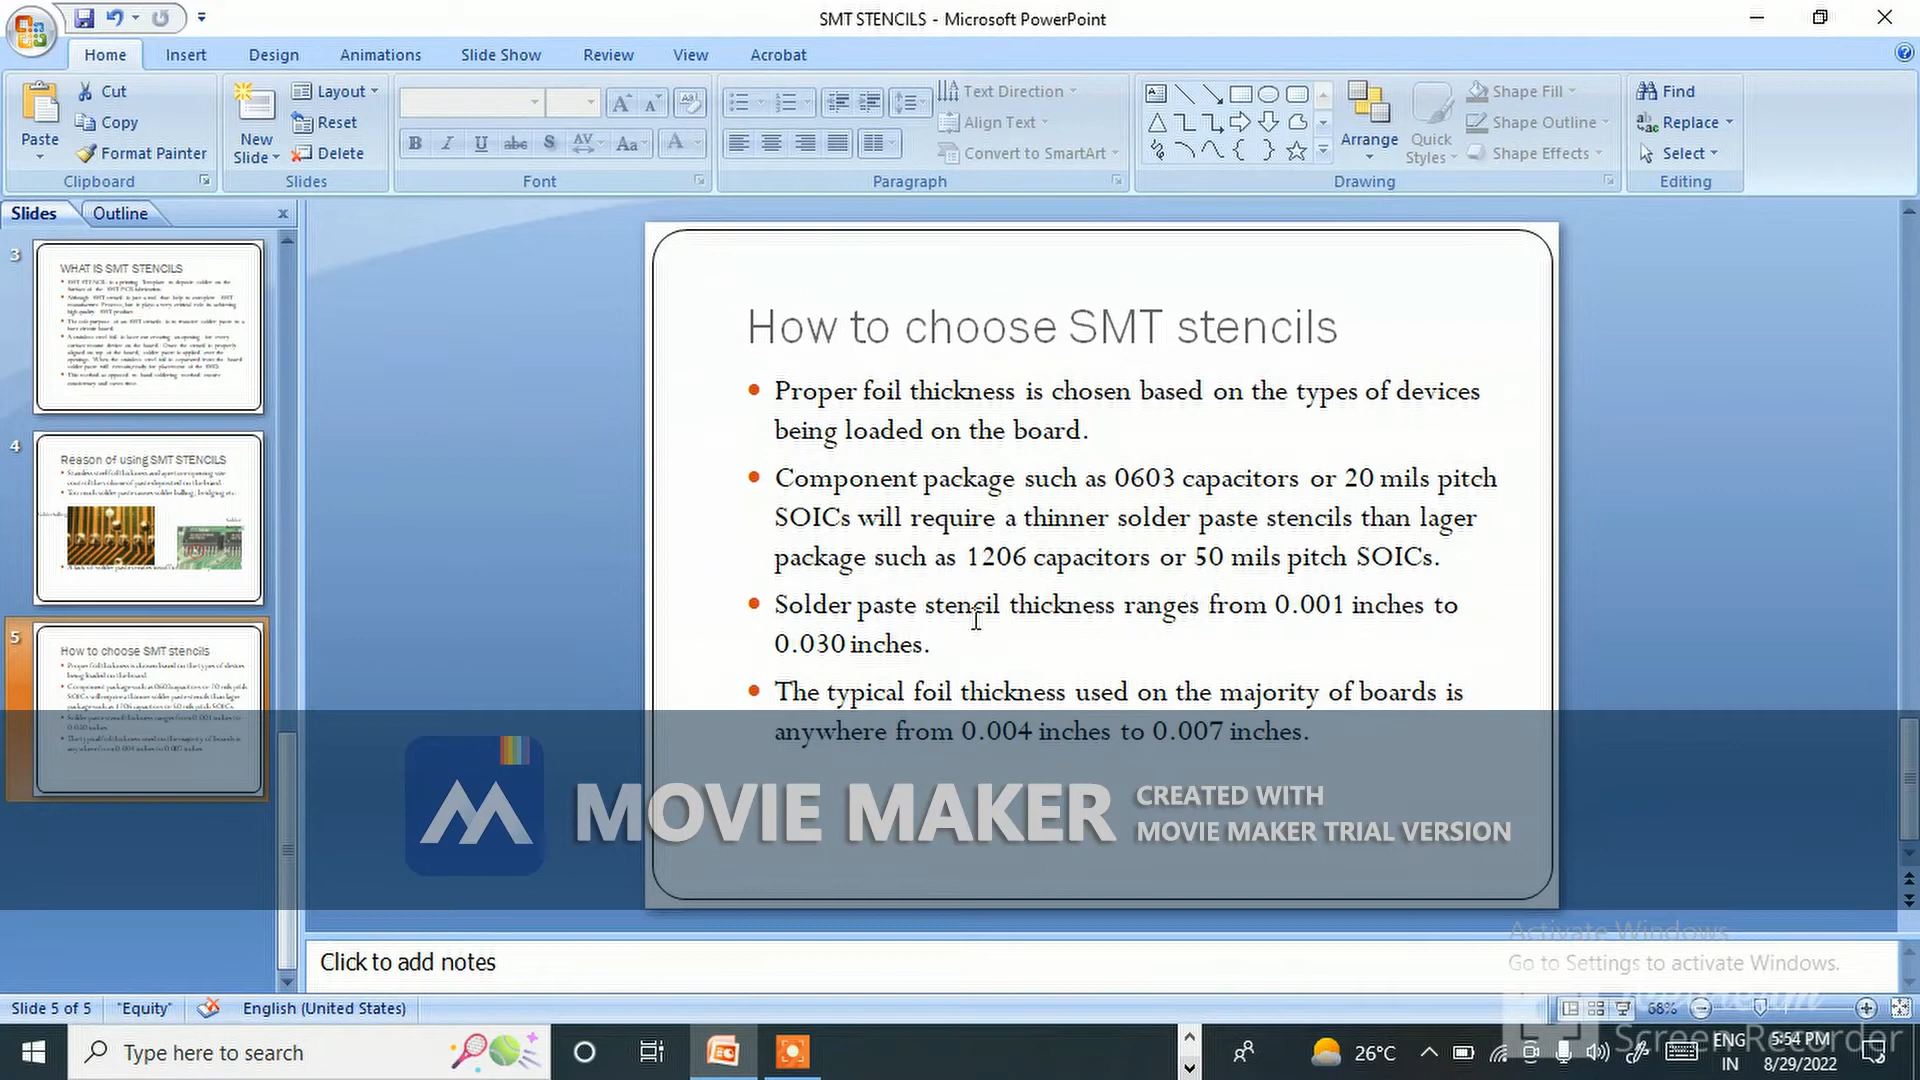 SMT STENCILS - Microsoft PowerPoint
Home Insert Design Animations Slide Show Review View Acrobat
Paste
Cut
Copy
Format Painter
Clipboard
New Slide
Layout
Reset
Delete
Slides
Font
Text Direction
Align Text
Convert to SmartArt
Paragraph
Arrange
Quick Styles
Shape Fill
Shape Outline
Shape Effects
Drawing
Find
Replace
Select
Editing
Slides Outline
3
WHAT IS SMT STENCILS
4
Reason of using SMT STENCILS
5
How to choose SMT stencils
How to choose SMT stencils
• Proper foil thickness is chosen based on the types of devices
being loaded on the board.
• Component package such as 0603 capacitors or 20 mils pitch
SOICs will require a thinner solder paste stencils than lager
package such as 1206 capacitors or 50 mils pitch SOICs.
• Solder paste stencil thickness ranges from 0.001 inches to
0.030 inches.
• The typical foil thickness used on the majority of boards is
anywhere from 0.004 inches to 0.007 inches.
MOVIE MAKER
CREATED WITH
MOVIE MAKER TRIAL VERSION
Activate Windows
Go to Settings to activate Windows.
Click to add notes
Slide 5 of 5 "Equity" English (United States)
68%
Screen Recorder
Type here to search
26°C
ENG
IN
5:54 PM
8/29/2022